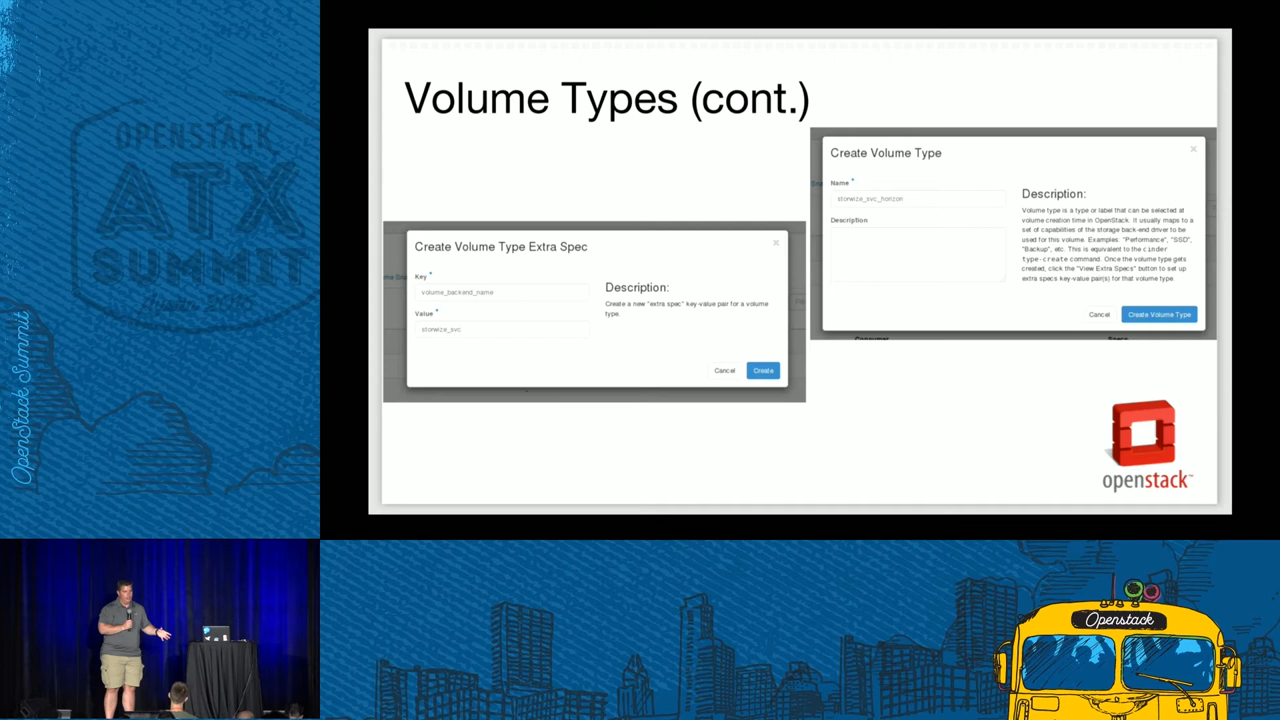 OPENSTACK
ATX
SUMMIT
OpenStack Summit
Volume Types (cont.)
Create Volume Type Extra Spec
×
Key *
volume_backend_name
Value *
storwize_svc
Description:
Create a new "extra spec" key-value pair for a volume
type.
Cancel
Create
Create Volume Type
×
Name *
storwize_svc_horizon
Description
Description:
Volume type is a type or label that can be selected at
volume creation time in OpenStack. It usually maps to a
set of capabilities of the storage back-end driver to be
used for this volume. Examples: "Performance", "SSD",
"Backup", etc. This is equivalent to the cinder
type-create command. Once the volume type gets
created, click the "View Extra Specs" button to set up
extra specs key-value pair(s) for that volume type.
Cancel
Create Volume Type
Consumer
Specs
openstack™
Openstack